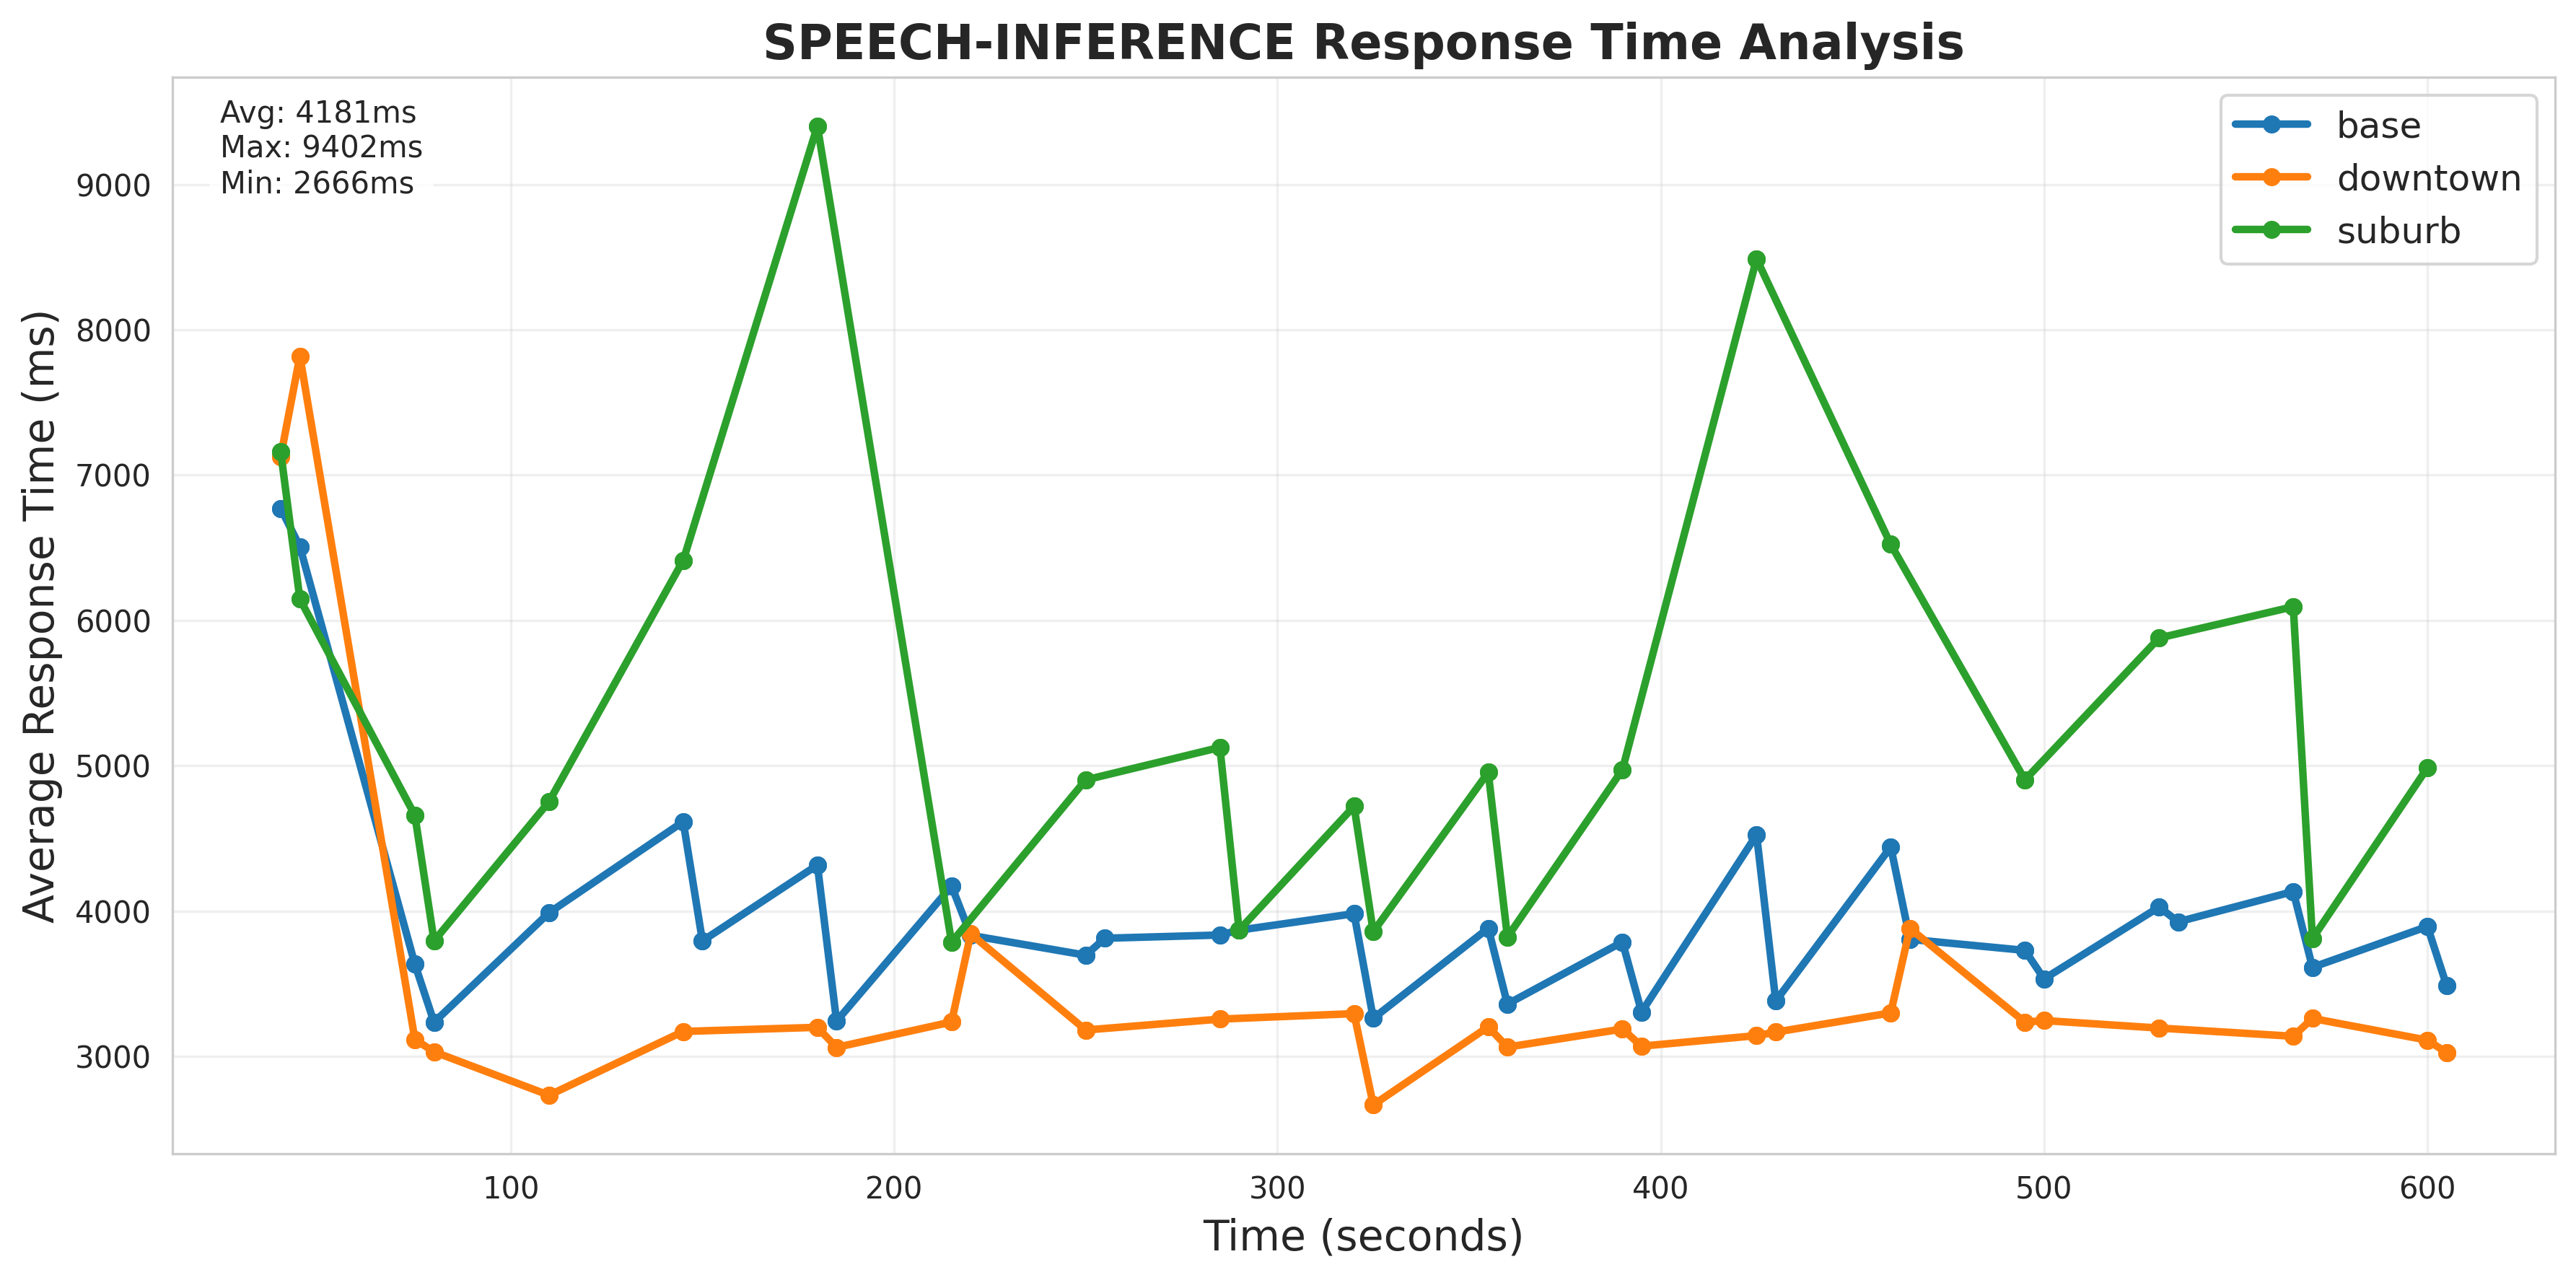 SPEECH-INFERENCE Response Time Analysis
Avg: 4181ms
Max: 9402ms
Min: 2666ms
base
downtown
suburb
Average Response Time (ms)
9000
8000
7000
6000
5000
4000
3000
100 200 300 400 500 600
Time (seconds)